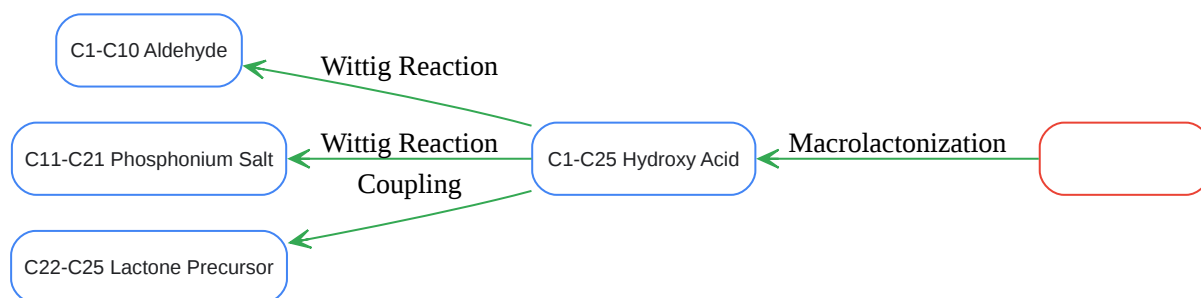 C1-C10 Aldehyde
Wittig Reaction
C11-C21 Phosphonium Salt
Wittig Reaction
C1-C25 Hydroxy Acid
Macrolactonization
Coupling
C22-C25 Lactone Precursor